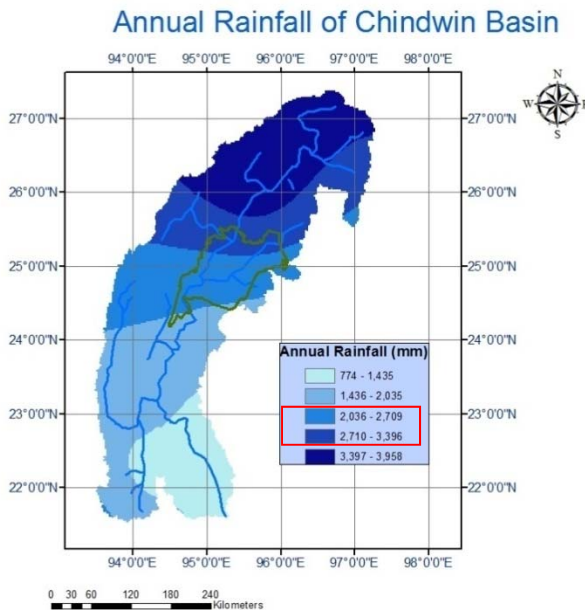 Annual Rainfall of Chindwin Basin
94°0'0"E 95°0'0"E 96°0'0"E 97°0'0"E 98°0'0"E
N
W E
S
27°0'0"N 27°0'0"N
26°0'0"N 26°0'0"N
25°0'0"N 25°0'0"N
24°0'0"N 24°0'0"N
23°0'0"N 23°0'0"N
22°0'0"N 22°0'0"N
Annual Rainfall (mm)
774 - 1,435
1,436 - 2,035
2,036 - 2,709
2,710 - 3,396
3,397 - 3,958
94°0'0"E 95°0'0"E 96°0'0"E 97°0'0"E 98°0'0"E
0 30 60 120 180 240
Kilometers